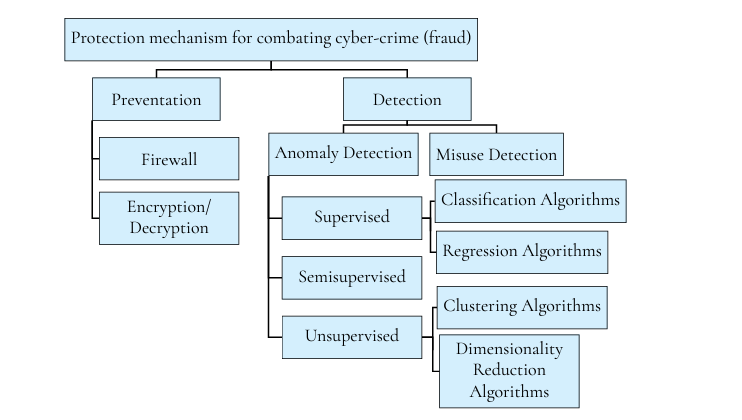 Protection mechanism for combating cyber-crime (fraud)
Preventation
Detection
Firewall
Encryption/
Decryption
Anomaly Detection
Misuse Detection
Supervised
Classification Algorithms
Regression Algorithms
Semisupervised
Unsupervised
Clustering Algorithms
Dimensionality
Reduction
Algorithms